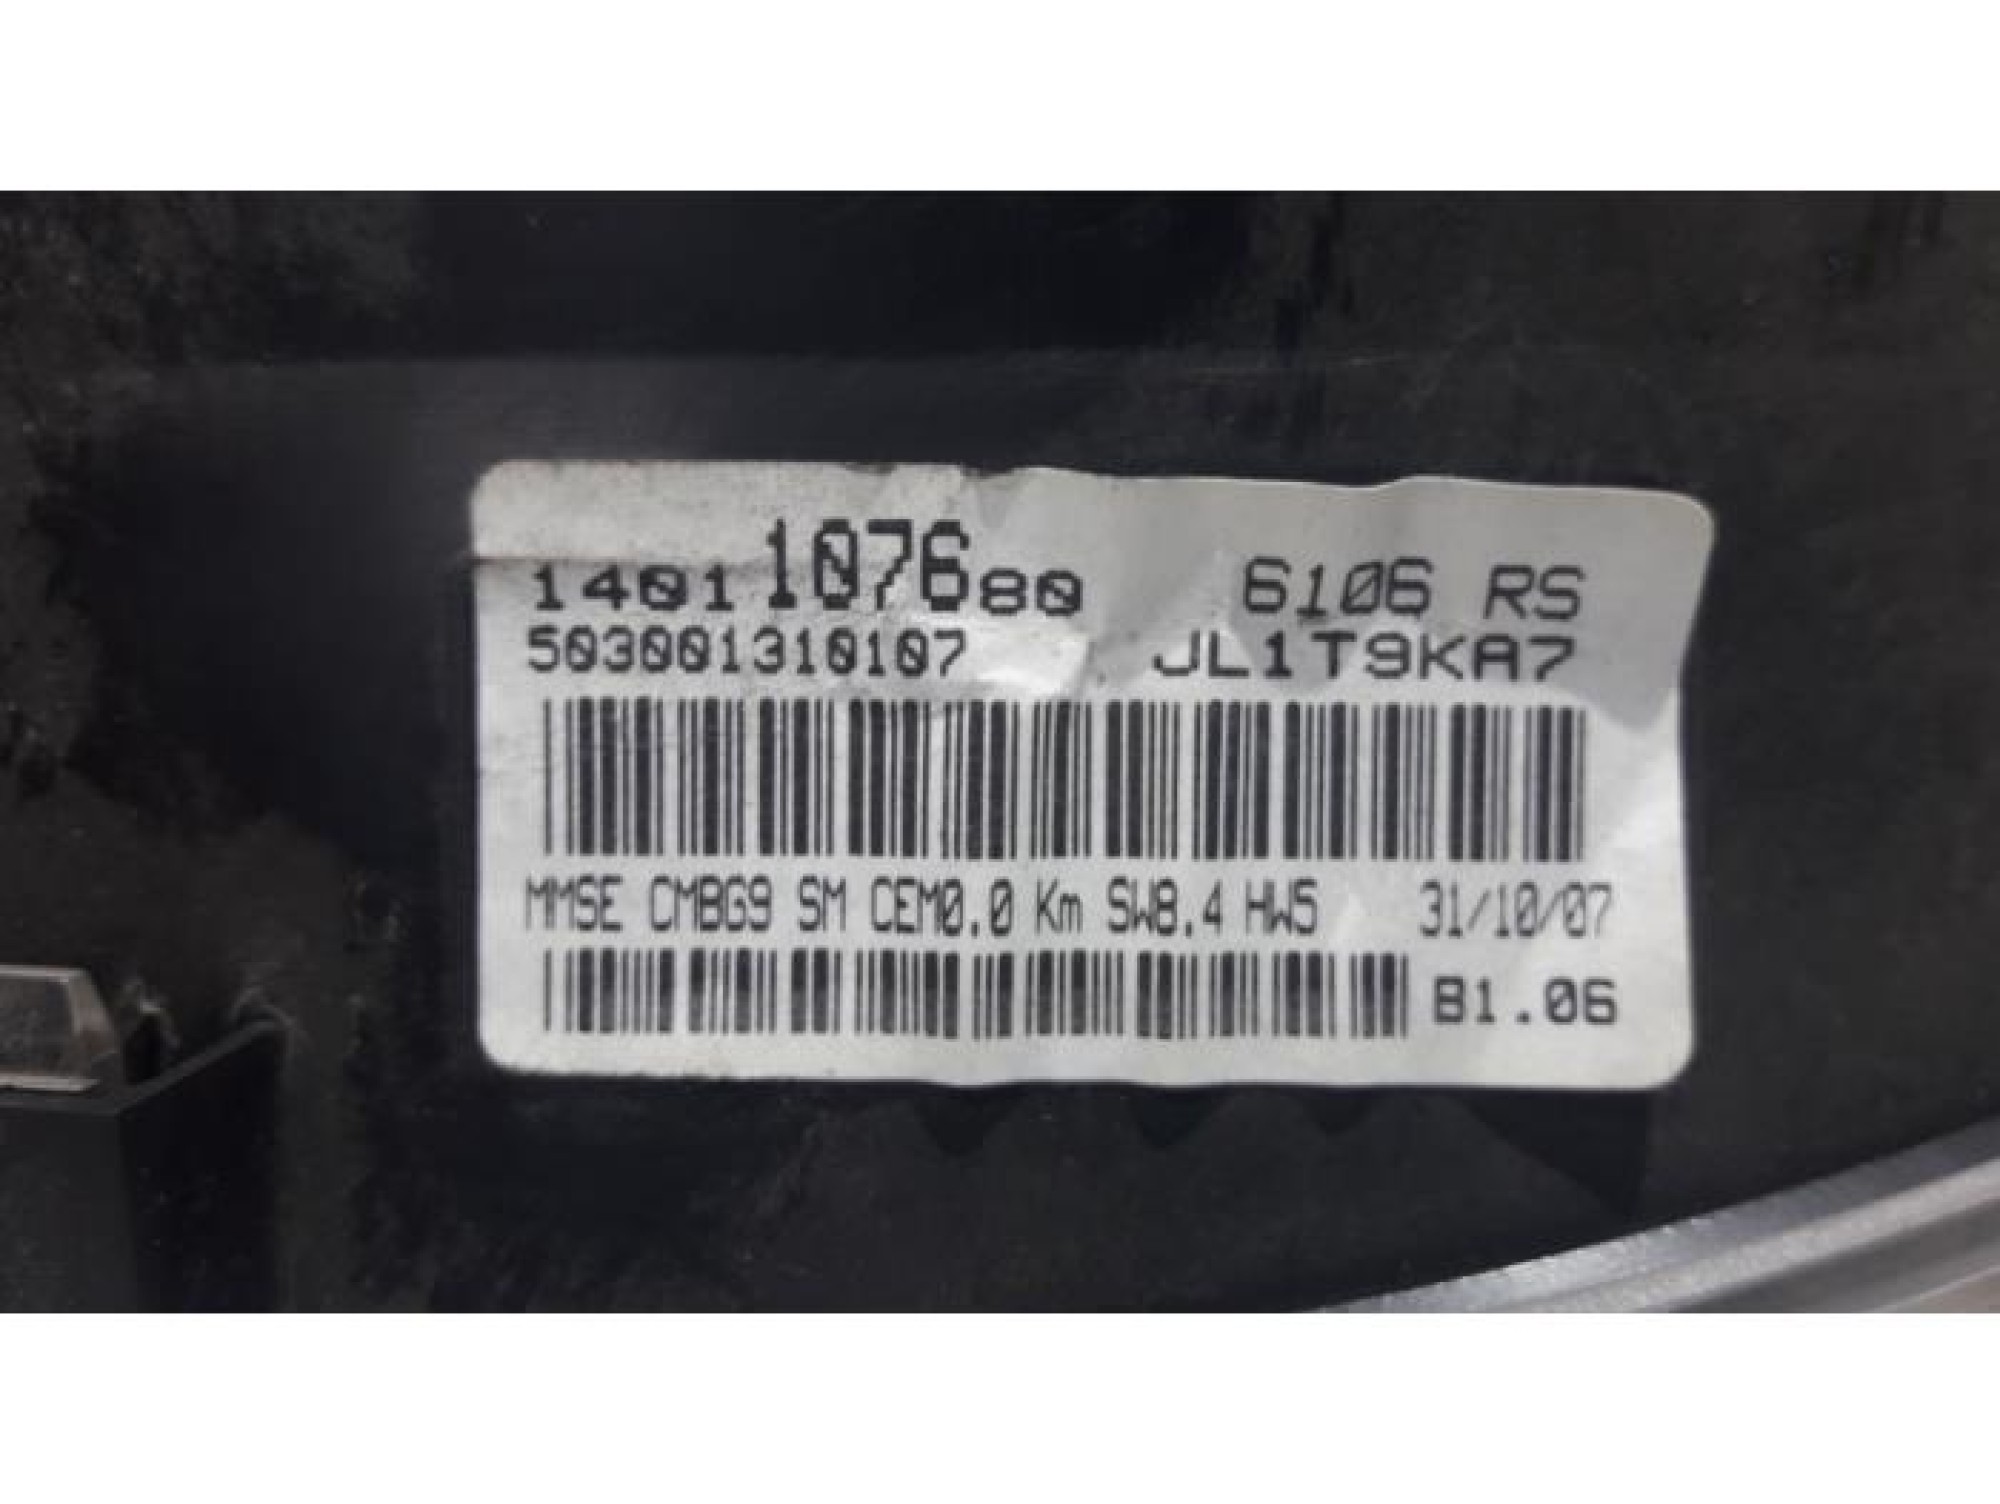 1401107680 6106 RS
503001310107 JL1T9KA7
MMSE CMBG9 SM CEM0.0 Km SW8.4 HW5 31/10/07
B1.06